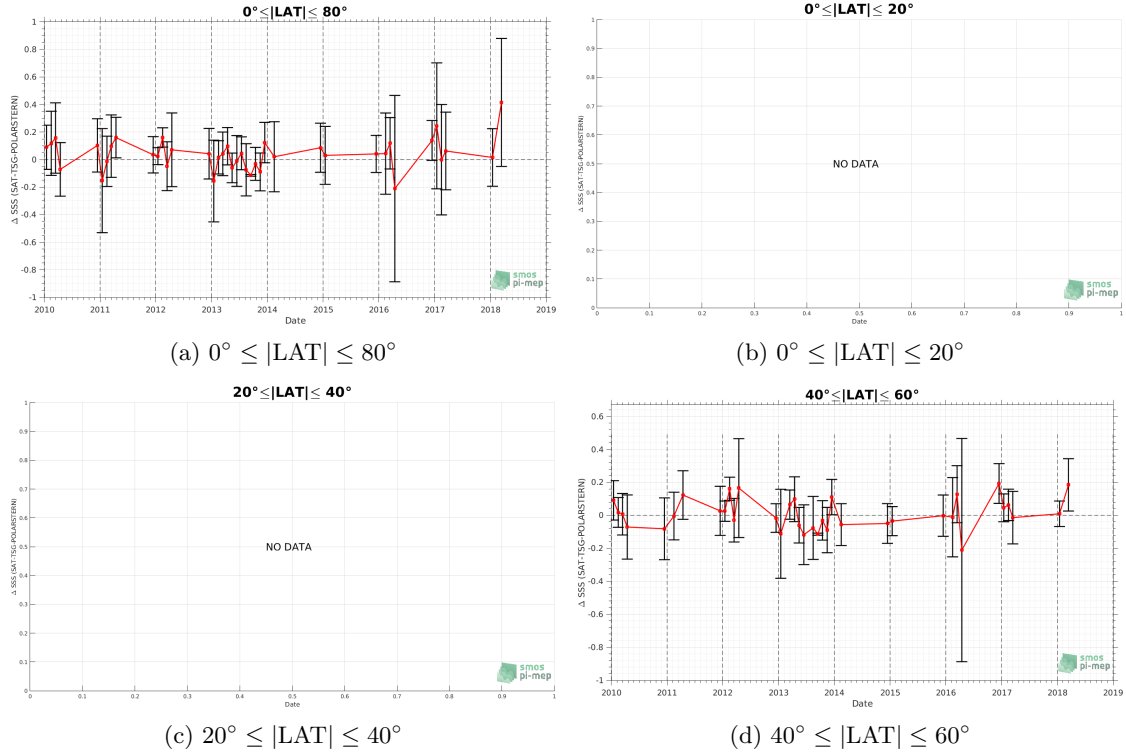 0°≤|LAT|≤ 80°
Δ SSS (SAT-TSG-POLARSTERN)
1
0.8
0.6
0.4
0.2
0
-0.2
-0.4
-0.6
-0.8
-1
2010 2011 2012 2013 2014 2015 2016 2017 2018 2019
Date
smos
pi-mep
(a) 0° ≤ |LAT| ≤ 80°
0°≤|LAT|≤ 20°
Δ SSS (SAT-TSG-POLARSTERN)
1
0.9
0.8
0.7
0.6
0.5
0.4
0.3
0.2
0.1
0
NO DATA
0 0.1 0.2 0.3 0.4 0.5 0.6 0.7 0.8 0.9 1
Date
smos
pi-mep
(b) 0° ≤ |LAT| ≤ 20°
20°≤|LAT|≤ 40°
Δ SSS (SAT-TSG-POLARSTERN)
1
0.9
0.8
0.7
0.6
0.5
0.4
0.3
0.2
0.1
0
NO DATA
0 0.1 0.2 0.3 0.4 0.5 0.6 0.7 0.8 0.9 1
Date
smos
pi-mep
(c) 20° ≤ |LAT| ≤ 40°
40°≤|LAT|≤ 60°
Δ SSS (SAT-TSG-POLARSTERN)
0.6
0.4
0.2
0
-0.2
-0.4
-0.6
-0.8
-1
2010 2011 2012 2013 2014 2015 2016 2017 2018 2019
Date
smos
pi-mep
(d) 40° ≤ |LAT| ≤ 60°